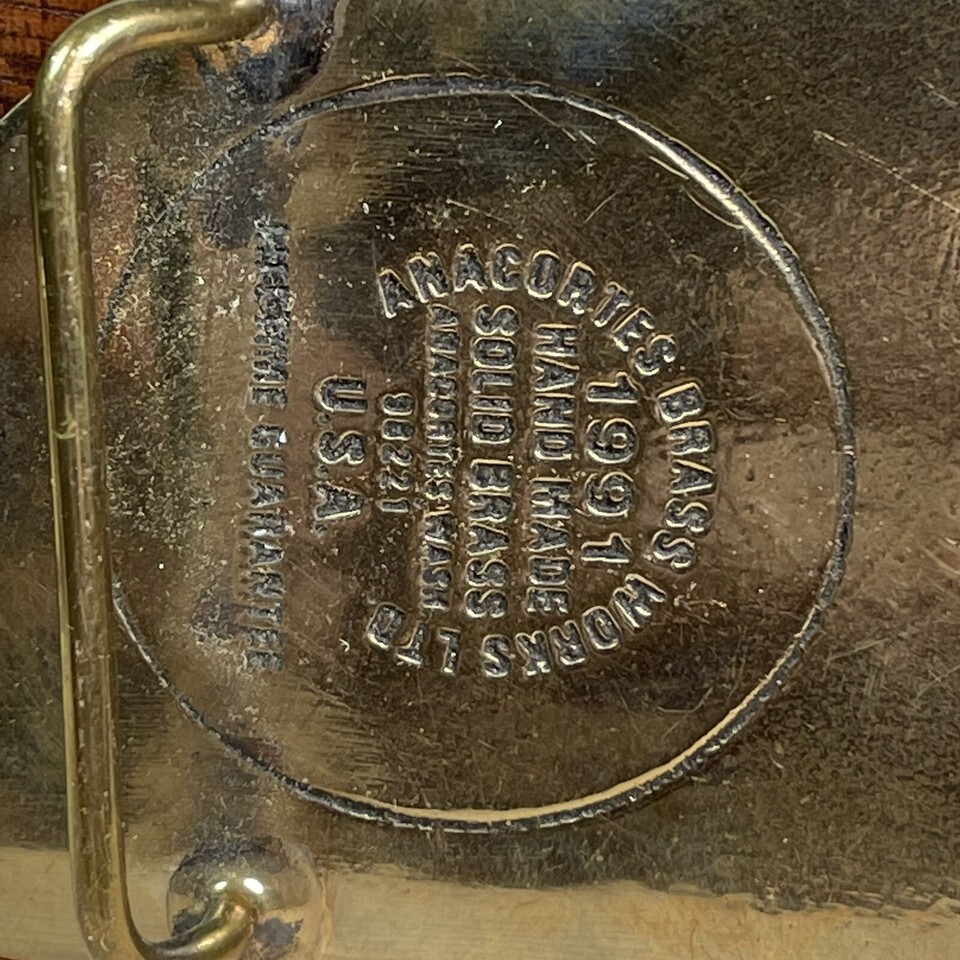 ANACORTES BRASS WORKS LTD
1991
HAND MADE
SOLID BRASS
ANACORTES WASH
98221
U.S.A.
LIFETIME GUARANTEE